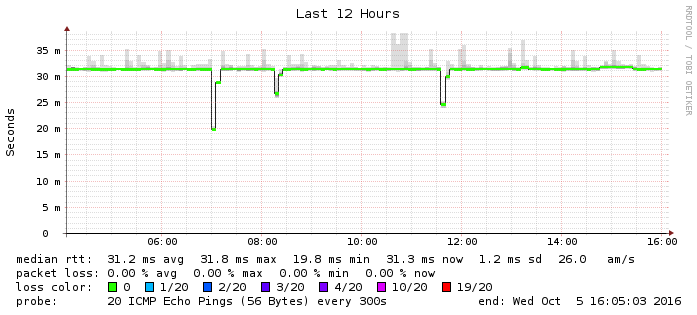 Last 12 Hours
RRDTOOL / TOBI OETIKER
Seconds
35 m
30 m
25 m
20 m
15 m
10 m
5 m
0
06:00 08:00 10:00 12:00 14:00 16:00
median rtt: 31.2 ms avg 31.8 ms max 19.8 ms min 31.3 ms now 1.2 ms sd 26.0 am/s
packet loss: 0.00 % avg 0.00 % max 0.00 % min 0.00 % now
loss color: 0 1/20 2/20 3/20 4/20 10/20 19/20
probe: 20 ICMP Echo Pings (56 Bytes) every 300s end: Wed Oct 5 16:05:03 2016